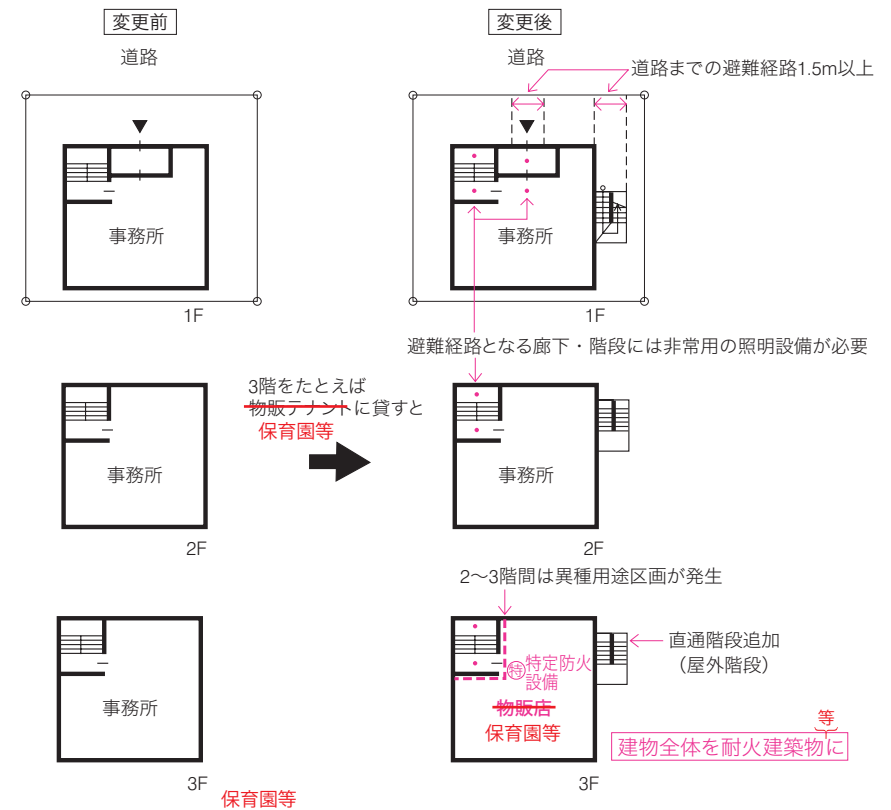 変更前
変更後
道路
道路
道路までの避難経路1.5m以上
事務所
事務所
1F
1F
避難経路となる廊下・階段には非常用の照明設備が必要
3階をたとえば
物販テナントに貸すと
保育園等
事務所
事務所
2F
2F
2〜3階間は異種用途区画が発生
直通階段追加
（屋外階段）
特 特定防火
設備
事務所
物販店
保育園等
等
建物全体を耐火建築物に
3F
3F
保育園等